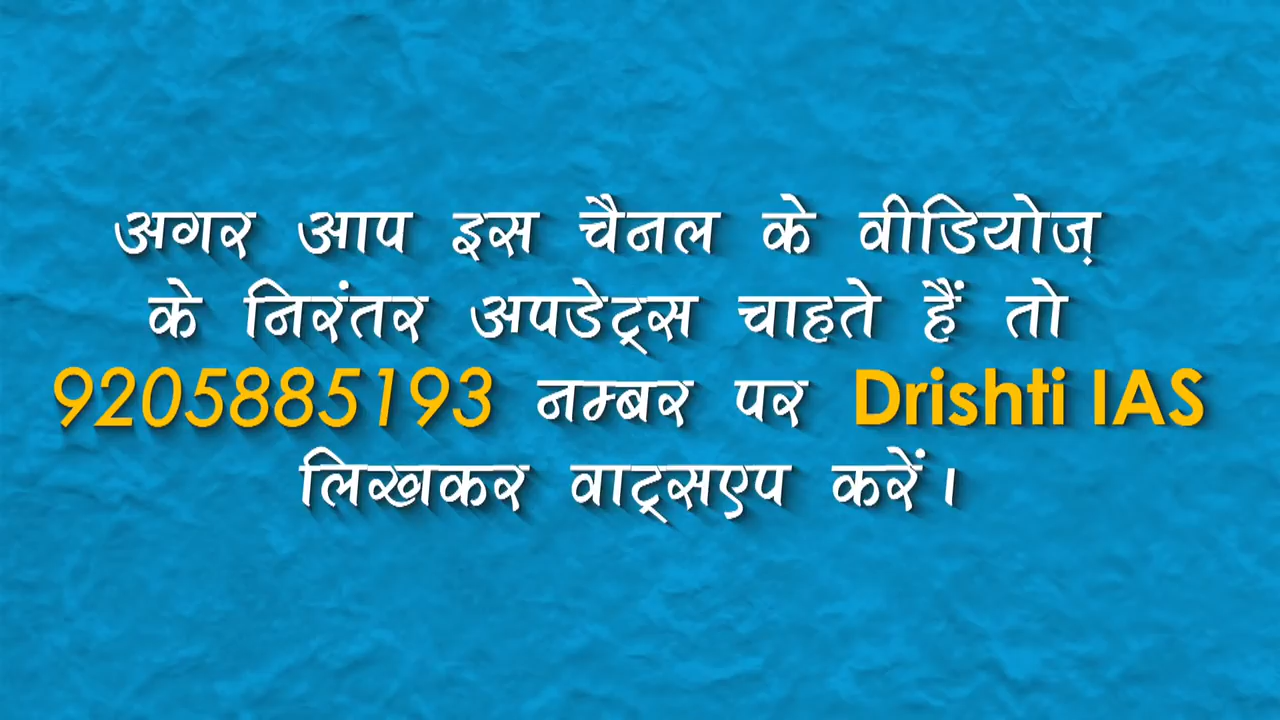 अगर आप इस चैनल के वीडियोज़
के निरंतर अपडेट्स चाहते हैं तो
9205885193 नम्बर पर Drishti IAS
लिखकर वाट्सएप करें।